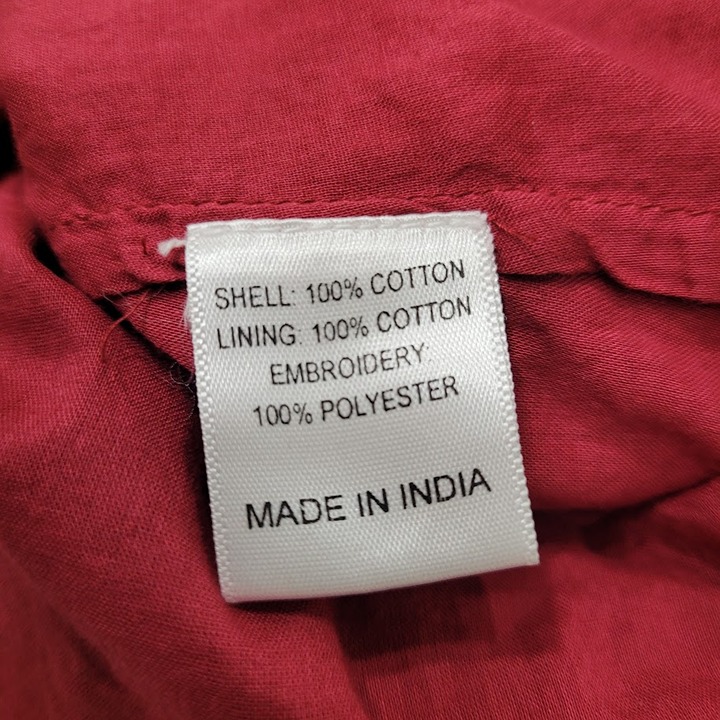 SHELL: 100% COTTON
LINING: 100% COTTON
EMBROIDERY:
100% POLYESTER
MADE IN INDIA